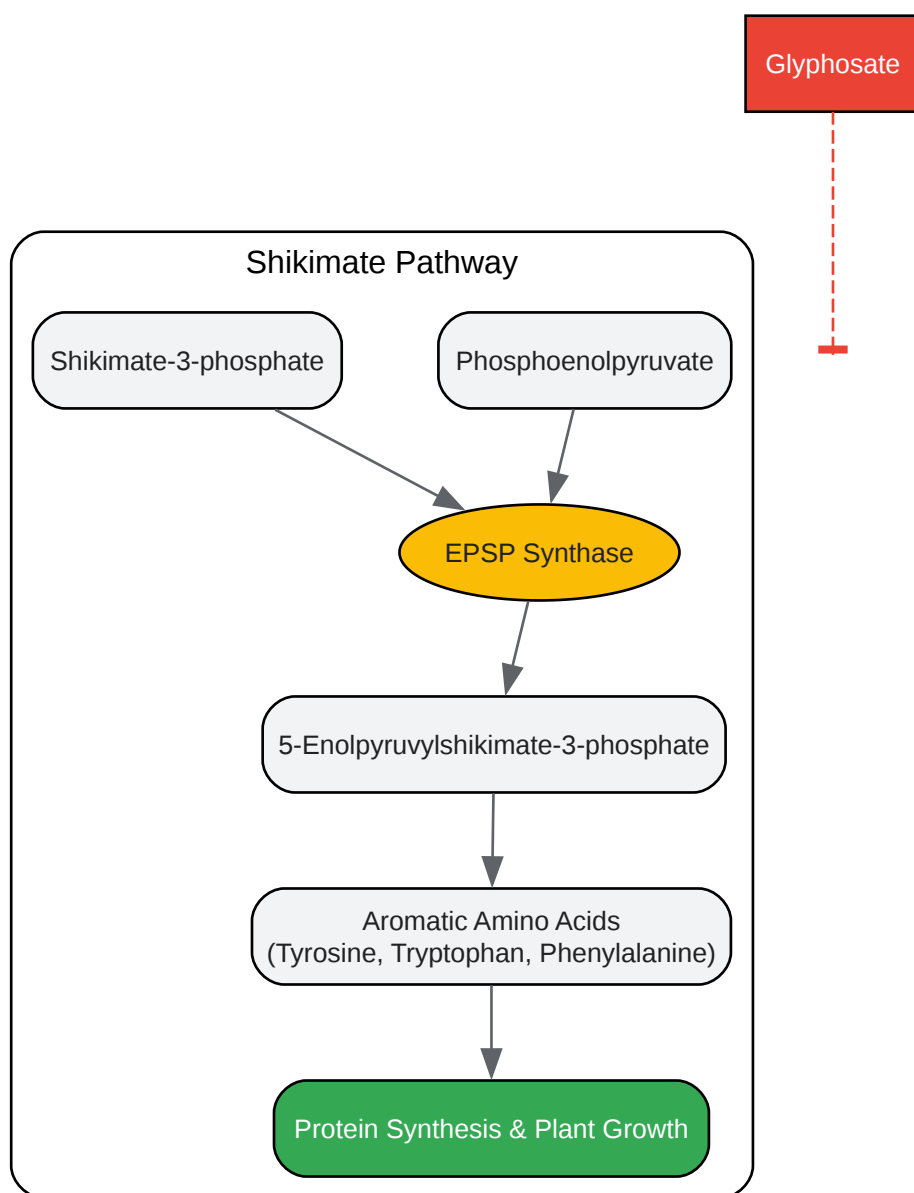 Glyphosate
Shikimate Pathway
Shikimate-3-phosphate
Phosphoenolpyruvate
EPSP Synthase
5-Enolpyruvylshikimate-3-phosphate
Aromatic Amino Acids
(Tyrosine, Tryptophan, Phenylalanine)
Protein Synthesis & Plant Growth